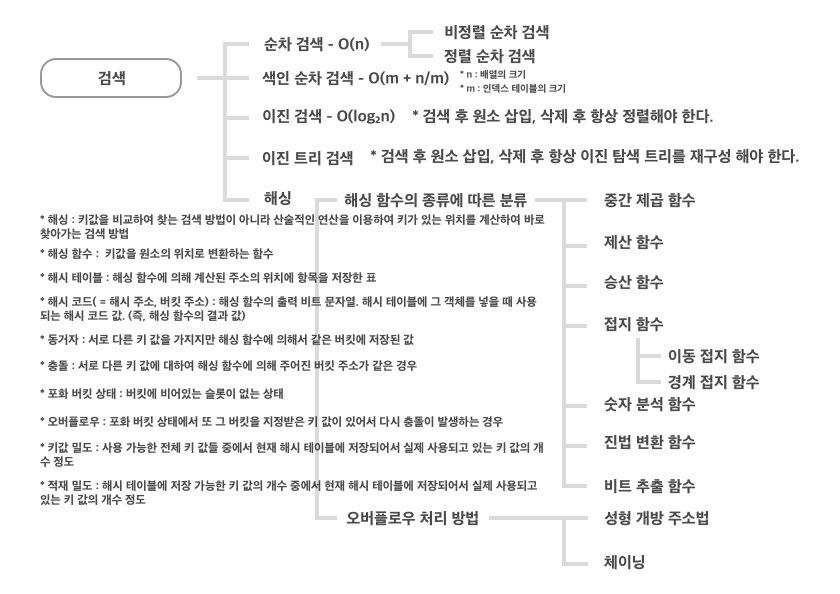 비정렬 순차 검색
순차 검색 - O(n)
정렬 순차 검색
검색
색인 순차 검색 - O(m + n/m)
* n : 배열의 크기
* m : 인덱스 테이블의 크기
이진 검색 - O(log₂n) * 검색 후 원소 삽입, 삭제 후 항상 정렬해야 한다.
이진 트리 검색 * 검색 후 원소 삽입, 삭제 후 항상 이진 탐색 트리를 재구성 해야 한다.
해싱
해싱 함수의 종류에 따른 분류
중간 제곱 함수
제산 함수
승산 함수
접지 함수
이동 접지 함수
경계 접지 함수
숫자 분석 함수
진법 변환 함수
비트 추출 함수
* 해싱 : 키값을 비교하여 찾는 검색 방법이 아니라 산술적인 연산을 이용하여 키가 있는 위치를 계산하여 바로
찾아가는 검색 방법
* 해싱 함수 : 키값을 원소의 위치로 변환하는 함수
* 해시 테이블 : 해싱 함수에 의해 계산된 주소의 위치에 항목을 저장한 표
* 해시 코드( = 해시 주소, 버킷 주소) : 해싱 함수의 출력 비트 문자열. 해시 테이블에 그 객체를 넣을 때 사용
되는 해시 코드 값. (즉, 해싱 함수의 결과 값)
* 동거자 : 서로 다른 키 값을 가지지만 해싱 함수에 의해서 같은 버킷에 저장된 값
* 충돌 : 서로 다른 키 값에 대하여 해싱 함수에 의해 주어진 버킷 주소가 같은 경우
* 포화 버킷 상태 : 버킷에 비어있는 슬롯이 없는 상태
* 오버플로우 : 포화 버킷 상태에서 또 그 버킷을 지정받은 키 값이 있어서 다시 충돌이 발생하는 경우
* 키값 밀도 : 사용 가능한 전체 키 값들 중에서 현재 해시 테이블에 저장되어서 실제 사용되고 있는 키 값의 개
수 정도
* 적재 밀도 : 해시 테이블에 저장 가능한 키 값의 개수 중에서 현재 해시 테이블에 저장되어서 실제 사용되고
있는 키 값의 개수 정도
오버플로우 처리 방법
성형 개방 주소법
체이닝